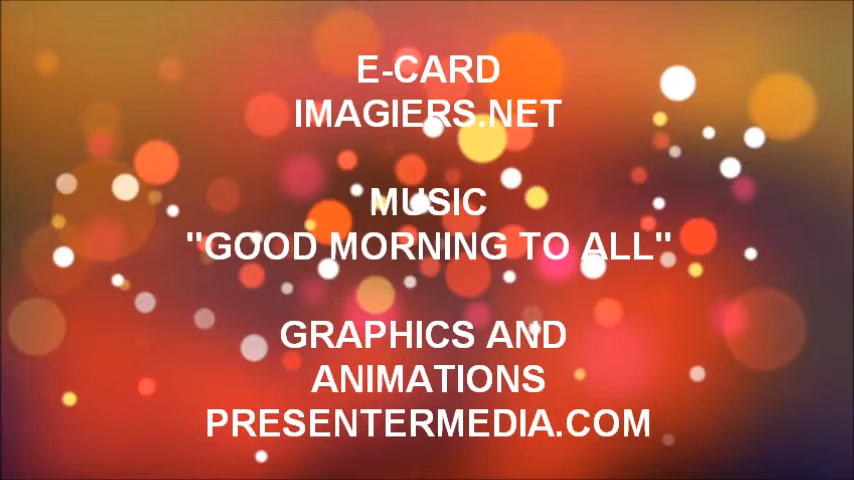 E-CARD
IMAGIERS.NET
MUSIC
"GOOD MORNING TO ALL"
GRAPHICS AND
ANIMATIONS
PRESENTERMEDIA.COM